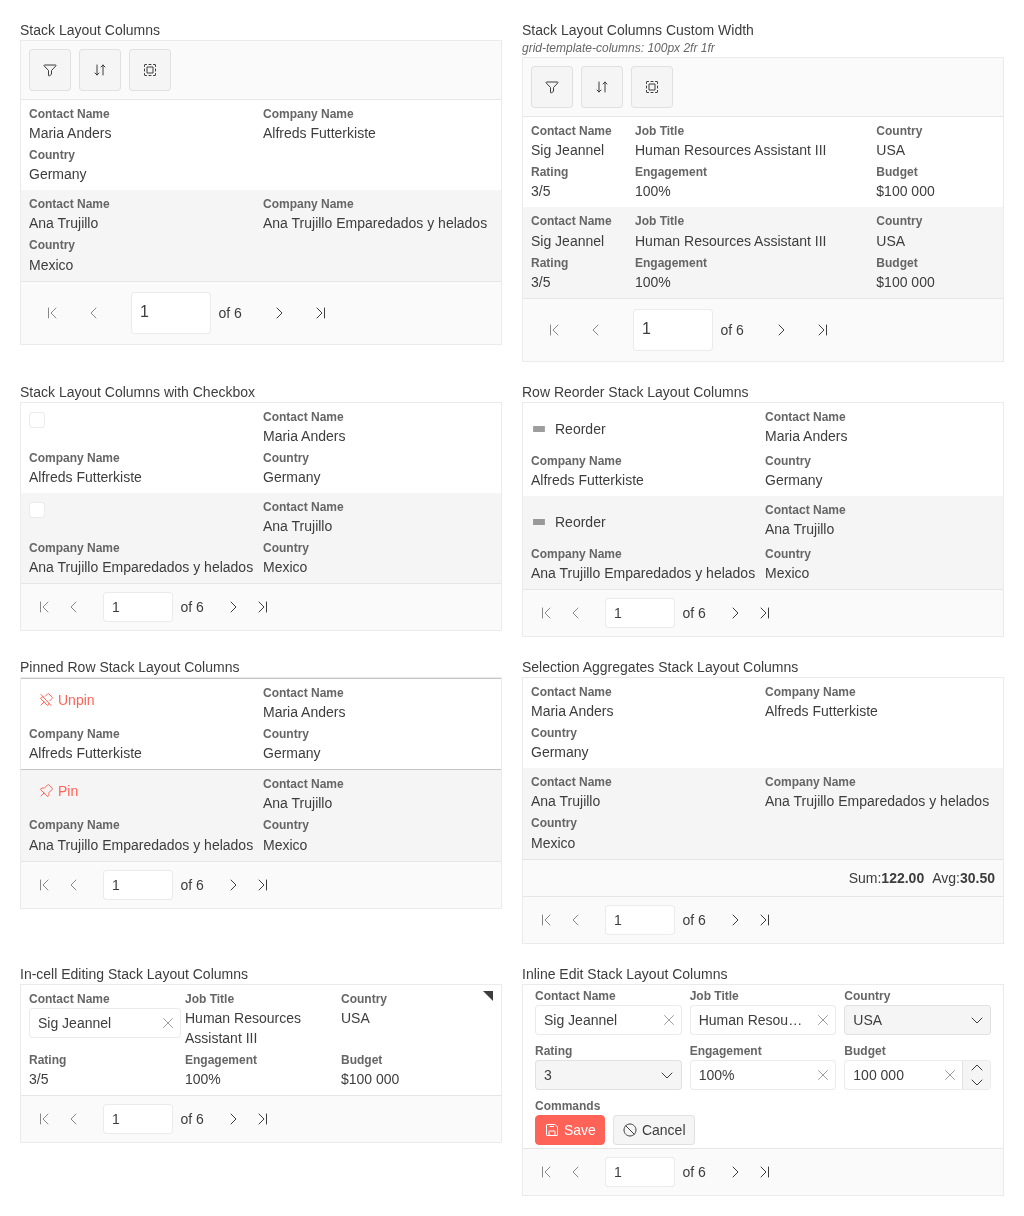 Stack Layout Columns
Contact Name Company Name
Maria Anders Alfreds Futterkiste
Country
Germany
Contact Name Company Name
Ana Trujillo Ana Trujillo Emparedados y helados
Country
Mexico
1 of 6
Stack Layout Columns Custom Width
grid-template-columns: 100px 2fr 1fr
Contact Name Job Title Country
Sig Jeannel Human Resources Assistant III USA
Rating Engagement Budget
3/5 100% $100 000
Contact Name Job Title Country
Sig Jeannel Human Resources Assistant III USA
Rating Engagement Budget
3/5 100% $100 000
1 of 6
Stack Layout Columns with Checkbox
Contact Name
Maria Anders
Company Name Country
Alfreds Futterkiste Germany
Contact Name
Ana Trujillo
Company Name Country
Ana Trujillo Emparedados y helados Mexico
1 of 6
Row Reorder Stack Layout Columns
Contact Name
Reorder Maria Anders
Company Name Country
Alfreds Futterkiste Germany
Contact Name
Reorder Ana Trujillo
Company Name Country
Ana Trujillo Emparedados y helados Mexico
1 of 6
Pinned Row Stack Layout Columns
Contact Name
Unpin Maria Anders
Company Name Country
Alfreds Futterkiste Germany
Contact Name
Pin Ana Trujillo
Company Name Country
Ana Trujillo Emparedados y helados Mexico
1 of 6
Selection Aggregates Stack Layout Columns
Contact Name Company Name
Maria Anders Alfreds Futterkiste
Country
Germany
Contact Name Company Name
Ana Trujillo Ana Trujillo Emparedados y helados
Country
Mexico
Sum:122.00 Avg:30.50
1 of 6
In-cell Editing Stack Layout Columns
Contact Name Job Title Country
Sig Jeannel Human Resources USA
Assistant III
Rating Engagement Budget
3/5 100% $100 000
1 of 6
Inline Edit Stack Layout Columns
Contact Name Job Title Country
Sig Jeannel Human Resou… USA
Rating Engagement Budget
3 100% 100 000
Commands
Save Cancel
1 of 6